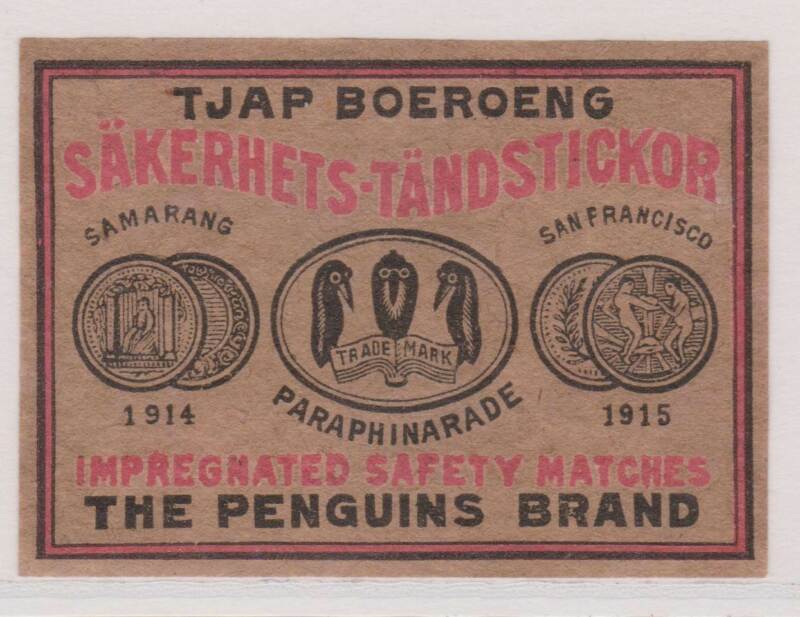 TJAP BOEROENG
SÄKERHETS-TÄNDSTICKOR
SAMARANG
SAN FRANCISCO
TRADE MARK
1914
PARAPHINARADE
1915
IMPREGNATED SAFETY MATCHES
THE PENGUINS BRAND